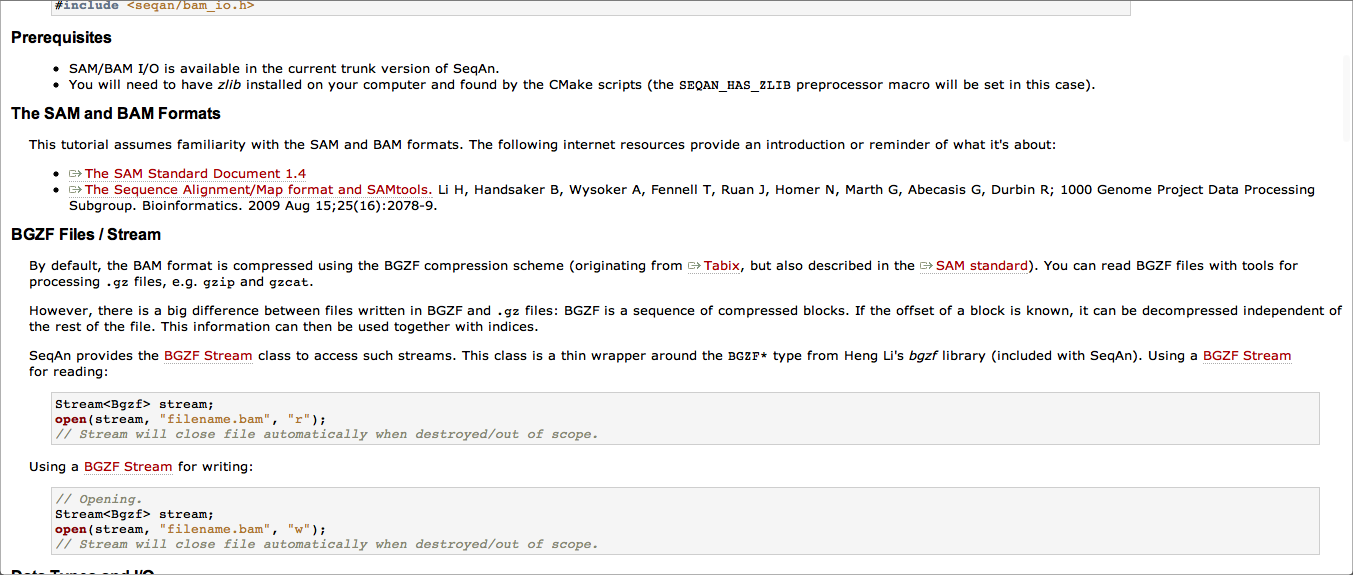 #include <seqan/bam_io.h>
Prerequisites
SAM/BAM I/O is available in the current trunk version of SeqAn.
You will need to have zlib installed on your computer and found by the CMake scripts (the SEQAN_HAS_ZLIB preprocessor macro will be set in this case).
The SAM and BAM Formats
This tutorial assumes familiarity with the SAM and BAM formats. The following internet resources provide an introduction or reminder of what it's about:
The SAM Standard Document 1.4
The Sequence Alignment/Map format and SAMtools. Li H, Handsaker B, Wysoker A, Fennell T, Ruan J, Homer N, Marth G, Abecasis G, Durbin R; 1000 Genome Project Data Processing
Subgroup. Bioinformatics. 2009 Aug 15;25(16):2078-9.
BGZF Files / Stream
By default, the BAM format is compressed using the BGZF compression scheme (originating from Tabix, but also described in the SAM standard). You can read BGZF files with tools for
processing .gz files, e.g. gzip and gzcat.
However, there is a big difference between files written in BGZF and .gz files: BGZF is a sequence of compressed blocks. If the offset of a block is known, it can be decompressed independent of
the rest of the file. This information can then be used together with indices.
SeqAn provides the BGZF Stream class to access such streams. This class is a thin wrapper around the BGZF* type from Heng Li's bgzf library (included with SeqAn). Using a BGZF Stream
for reading:
Stream<Bgzf> stream;
open(stream, "filename.bam", "r");
// Stream will close file automatically when destroyed/out of scope.
Using a BGZF Stream for writing:
// Opening.
Stream<Bgzf> stream;
open(stream, "filename.bam", "w");
// Stream will close file automatically when destroyed/out of scope.
Data Types and I/O